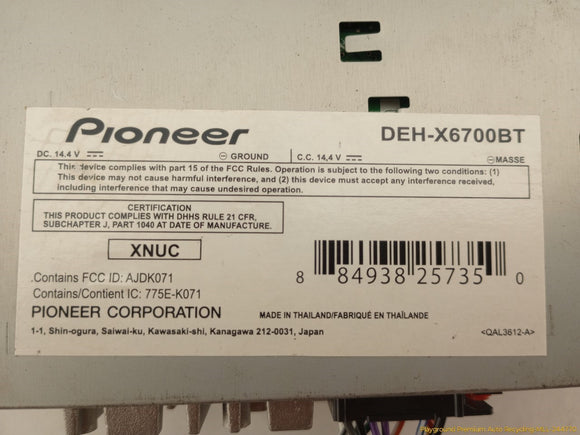 Pioneer
DEH-X6700BT
DC. 14.4 V ⎓ ⊖ GROUND C.C. 14,4 V ⎓ ⊖ MASSE
This device complies with part 15 of the FCC Rules. Operation is subject to the following two conditions: (1)
This device may not cause harmful interference, and (2) this device must accept any interference received,
including interference that may cause undesired operation.
CERTIFICATION
THIS PRODUCT COMPLIES WITH DHHS RULE 21 CFR,
SUBCHAPTER J, PART 1040 AT DATE OF MANUFACTURE.
XNUC
8 84938 25735 0
Contains FCC ID: AJDK071
Contains/Contient IC: 775E-K071
PIONEER CORPORATION
MADE IN THAILAND/FABRIQUÉ EN THAÏLANDE
1-1, Shin-ogura, Saiwai-ku, Kawasaki-shi, Kanagawa 212-0031, Japan
<QAL3612-A>